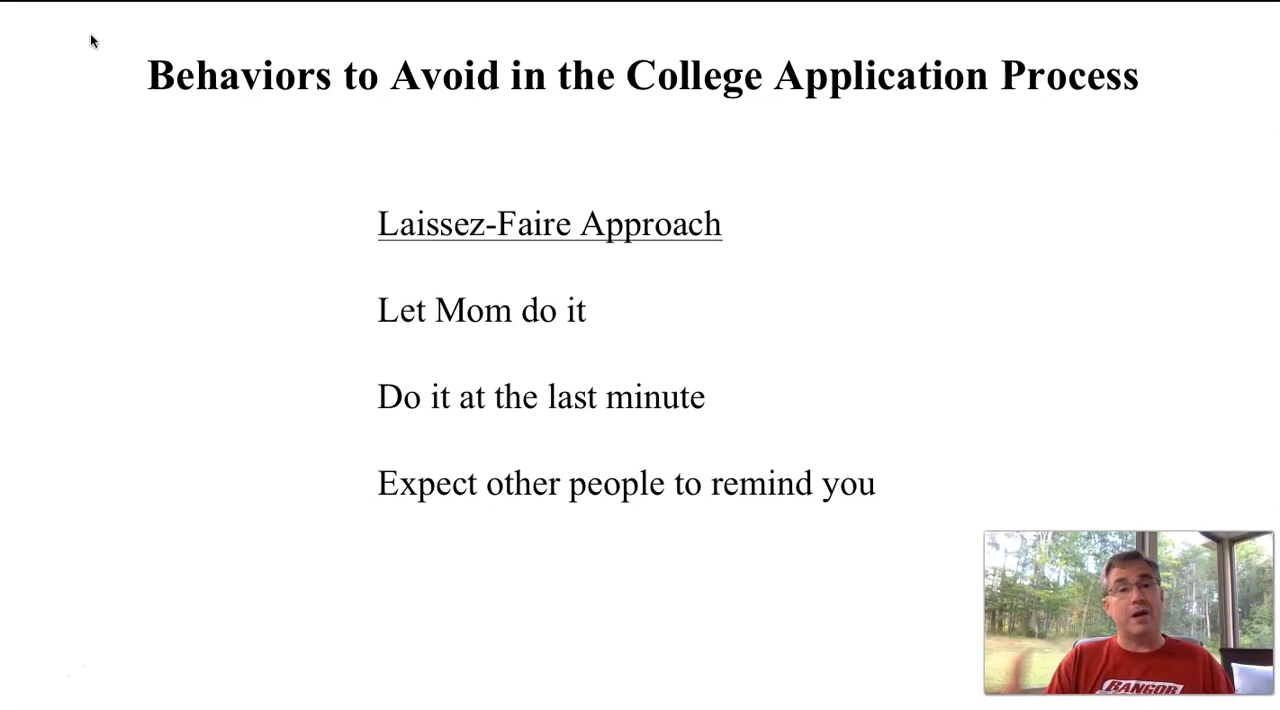 Behaviors to Avoid in the College Application Process
Laissez-Faire Approach
Let Mom do it
Do it at the last minute
Expect other people to remind you
BANGOR